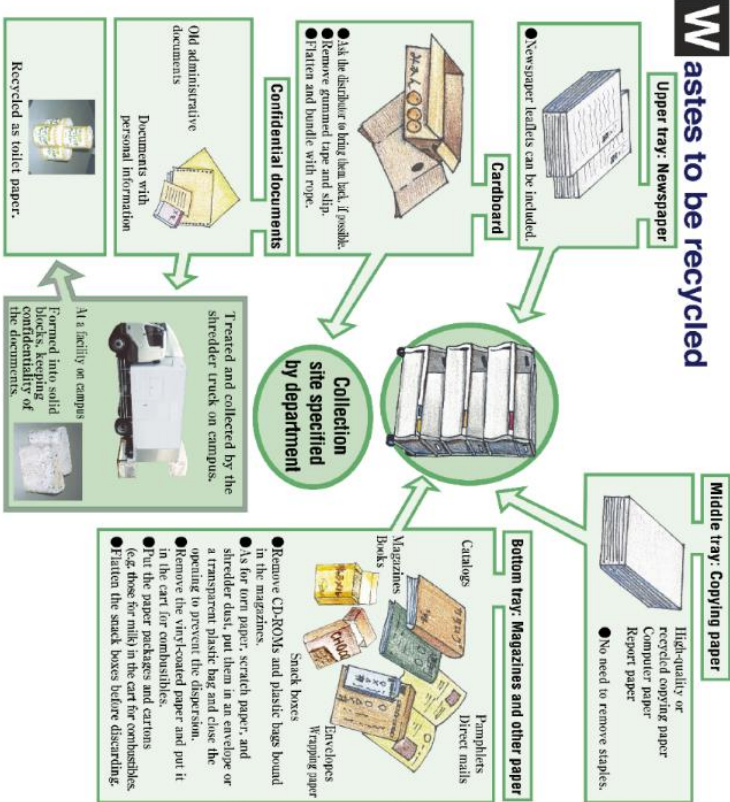 Wastes to be recycled
Upper tray: Newspaper
● Newspaper leaflets can be included.
Cardboard
● Ask the distributor to bring them back, if possible.
● Remove gummed tape and slip.
● Flatten and bundle with rope.
Confidential documents
Old administrative
documents
Documents with
personal information
Recycled as toilet paper.
Middle tray: Copying paper
High-quality or
recycled copying paper
Computer paper
Report paper
● No need to remove staples.
Collection
site specified
by department
Treated and collected by the
shredder truck on campus.
At a facility on campus
Formed into solid
blocks, keeping
confidentiality of
the documents.
Bottom tray: Magazines and other paper
Catalogs
Magazines
Books
Pamphlets
Direct mails
Snack boxes
Envelopes
Wrapping paper
CHOCO
● Remove CD-ROMs and plastic bags bound
in the magazines.
● As for torn paper, scratch paper, and
shredder dust, put them in an envelope or
a transparent plastic bag and close the
opening to prevent the dispersion.
● Remove the vinyl-coated paper and put it
in the cart for combustibles.
● Put the paper packages and cartons
(e.g. those for milk) in the cart for combustibles.
● Flatten the snack boxes before discarding.